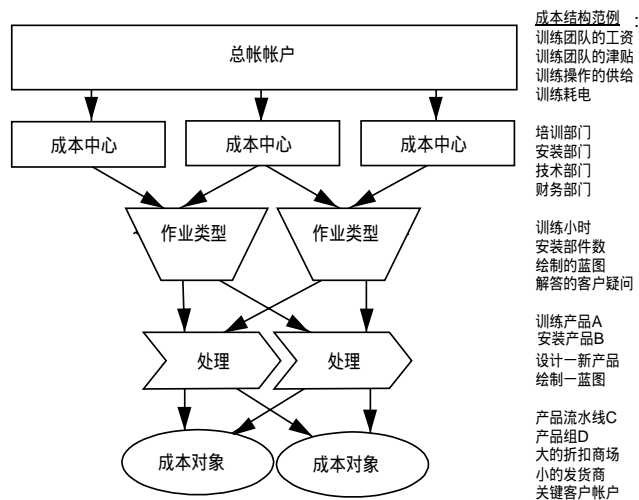 总帐帐户
成本中心
成本中心
成本中心
作业类型
作业类型
处理
处理
成本对象
成本对象
成本结构范例 :
训练团队的工资
训练团队的津贴
训练操作的供给
训练耗电
培训部门
安装部门
技术部门
财务部门
训练小时
安装部件数
绘制的蓝图
解答的客户疑问
训练产品A
安装产品B
设计一新产品
绘制一蓝图
产品流水线C
产品组D
大的折扣商场
小的发货商
关键客户帐户